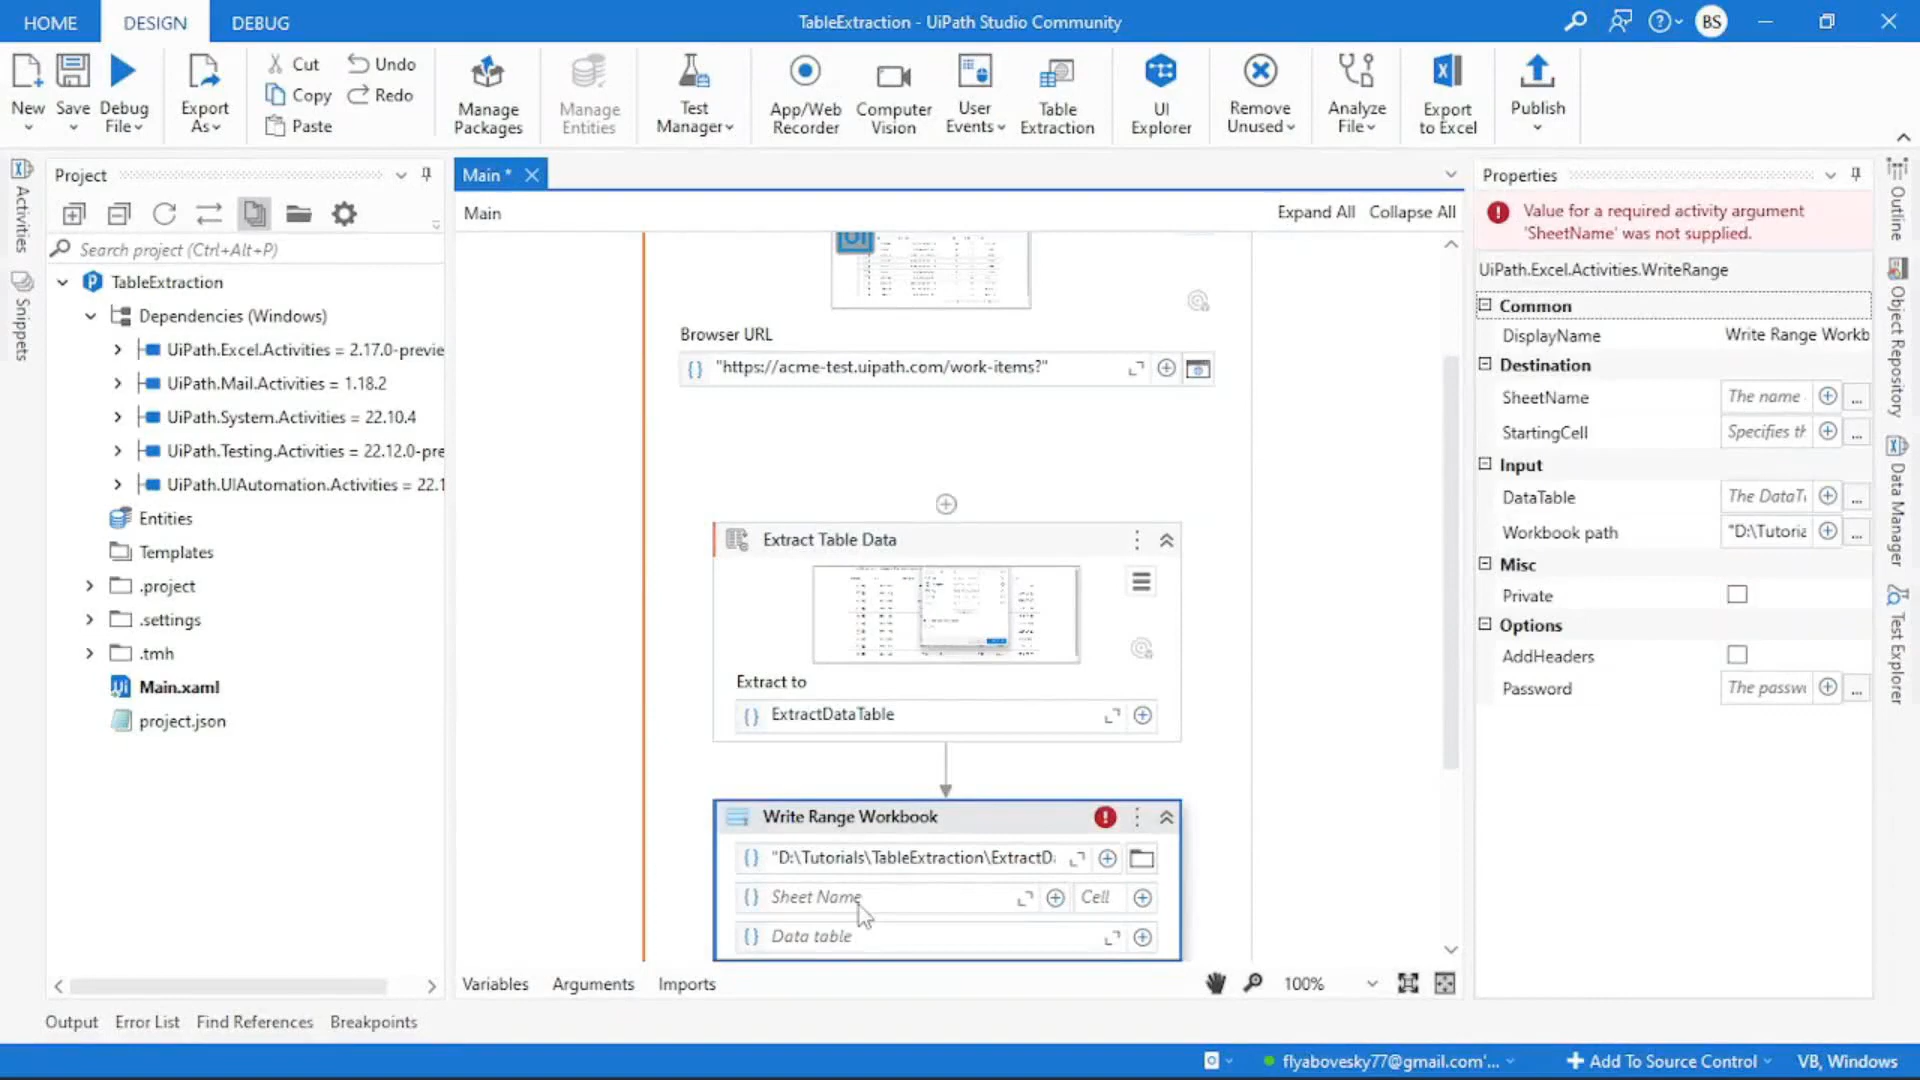 HOME DESIGN DEBUG TableExtraction - UiPath Studio Community BS
New Save Debug File Export As Cut Copy Paste Undo Redo Manage Packages Manage Entities Test Manager App/Web Recorder Computer Vision User Events Table Extraction UI Explorer Remove Unused Analyze File Export to Excel Publish
Activities
Snippets
Project
Search project (Ctrl+Alt+P)
TableExtraction
Dependencies (Windows)
UiPath.Excel.Activities = 2.17.0-previe
UiPath.Mail.Activities = 1.18.2
UiPath.System.Activities = 22.10.4
UiPath.Testing.Activities = 22.12.0-pre
UiPath.UIAutomation.Activities = 22.1
Entities
Templates
.project
.settings
.tmh
Main.xaml
project.json
Main *
Main
Expand All Collapse All
Browser URL
"https://acme-test.uipath.com/work-items?"
Extract Table Data
Extract to
ExtractDataTable
Write Range Workbook
"D:\Tutorials\TableExtraction\ExtractDa
Sheet Name Cell
Data table
Variables Arguments Imports 100%
Properties
Value for a required activity argument
'SheetName' was not supplied.
UiPath.Excel.Activities.WriteRange
Common
DisplayName Write Range Workb
Destination
SheetName The name ...
StartingCell Specifies th ...
Input
DataTable The DataTa ...
Workbook path "D:\Tutoria ...
Misc
Private
Options
AddHeaders
Password The passwo ...
Outline
Object Repository
Data Manager
Test Explorer
Output Error List Find References Breakpoints
flyabovesky77@gmail.com'... Add To Source Control VB, Windows